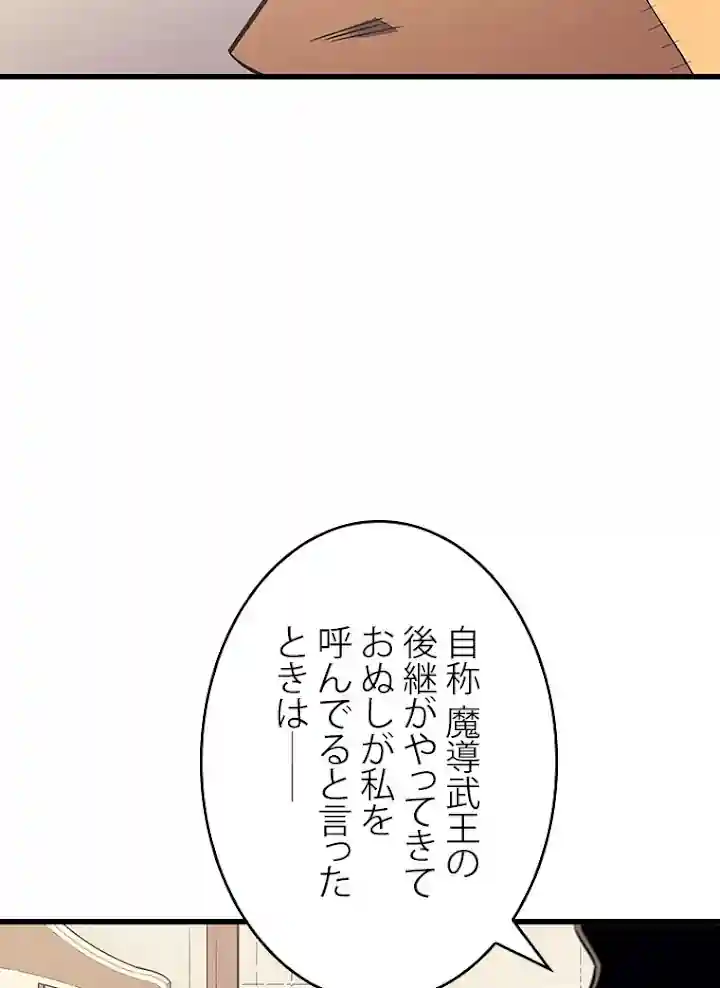 自称 魔導武王の
後継がやってきて
おぬしが私を
呼んでると言った
ときは──